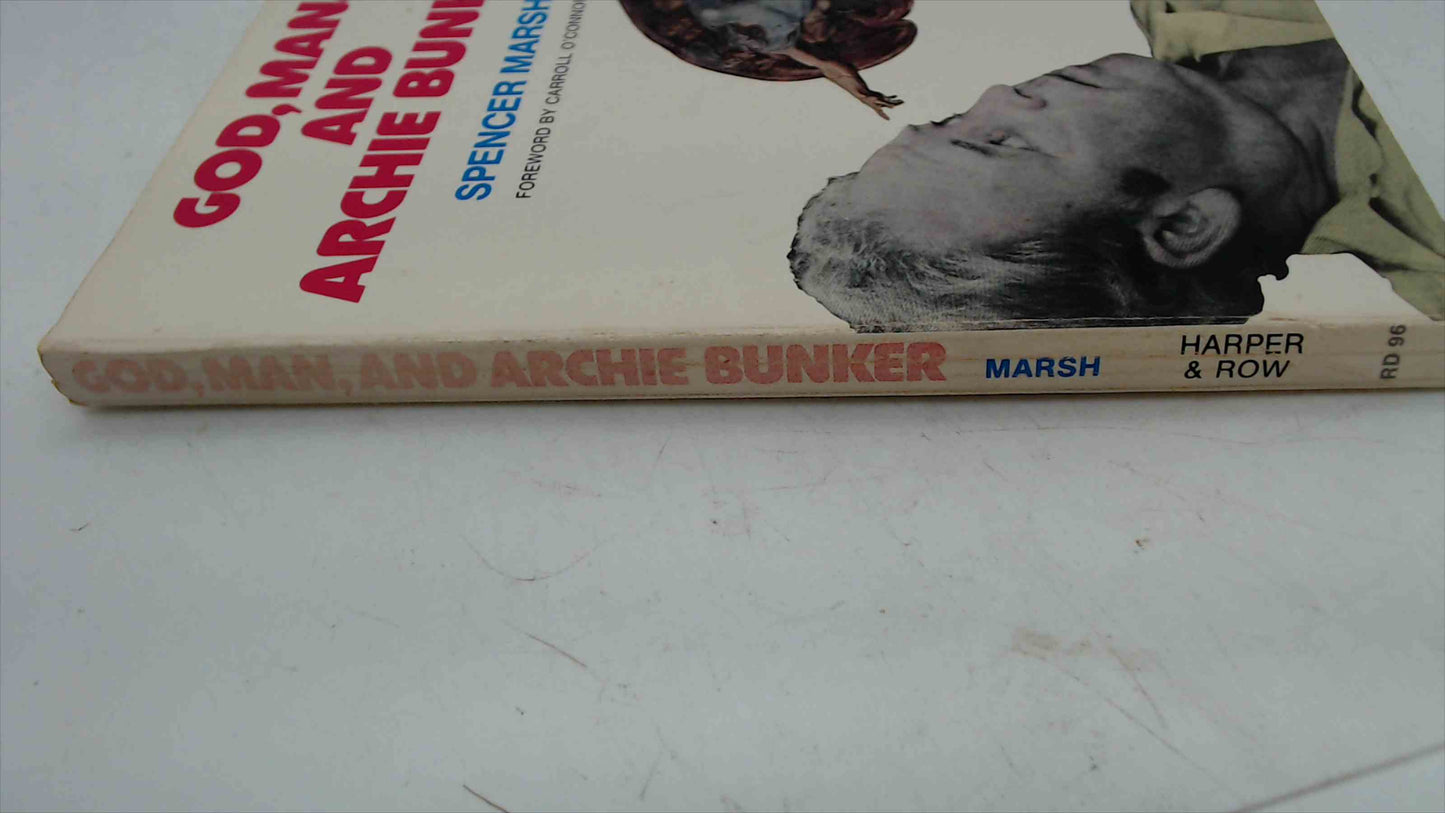 GOD, MAN,
AND
ARCHIE BUNK
SPENCER MARSH
FOREWORD BY CARROLL O'CONNO
GOD, MAN, AND ARCHIE BUNKER
MARSH
HARPER
& ROW
RD 96